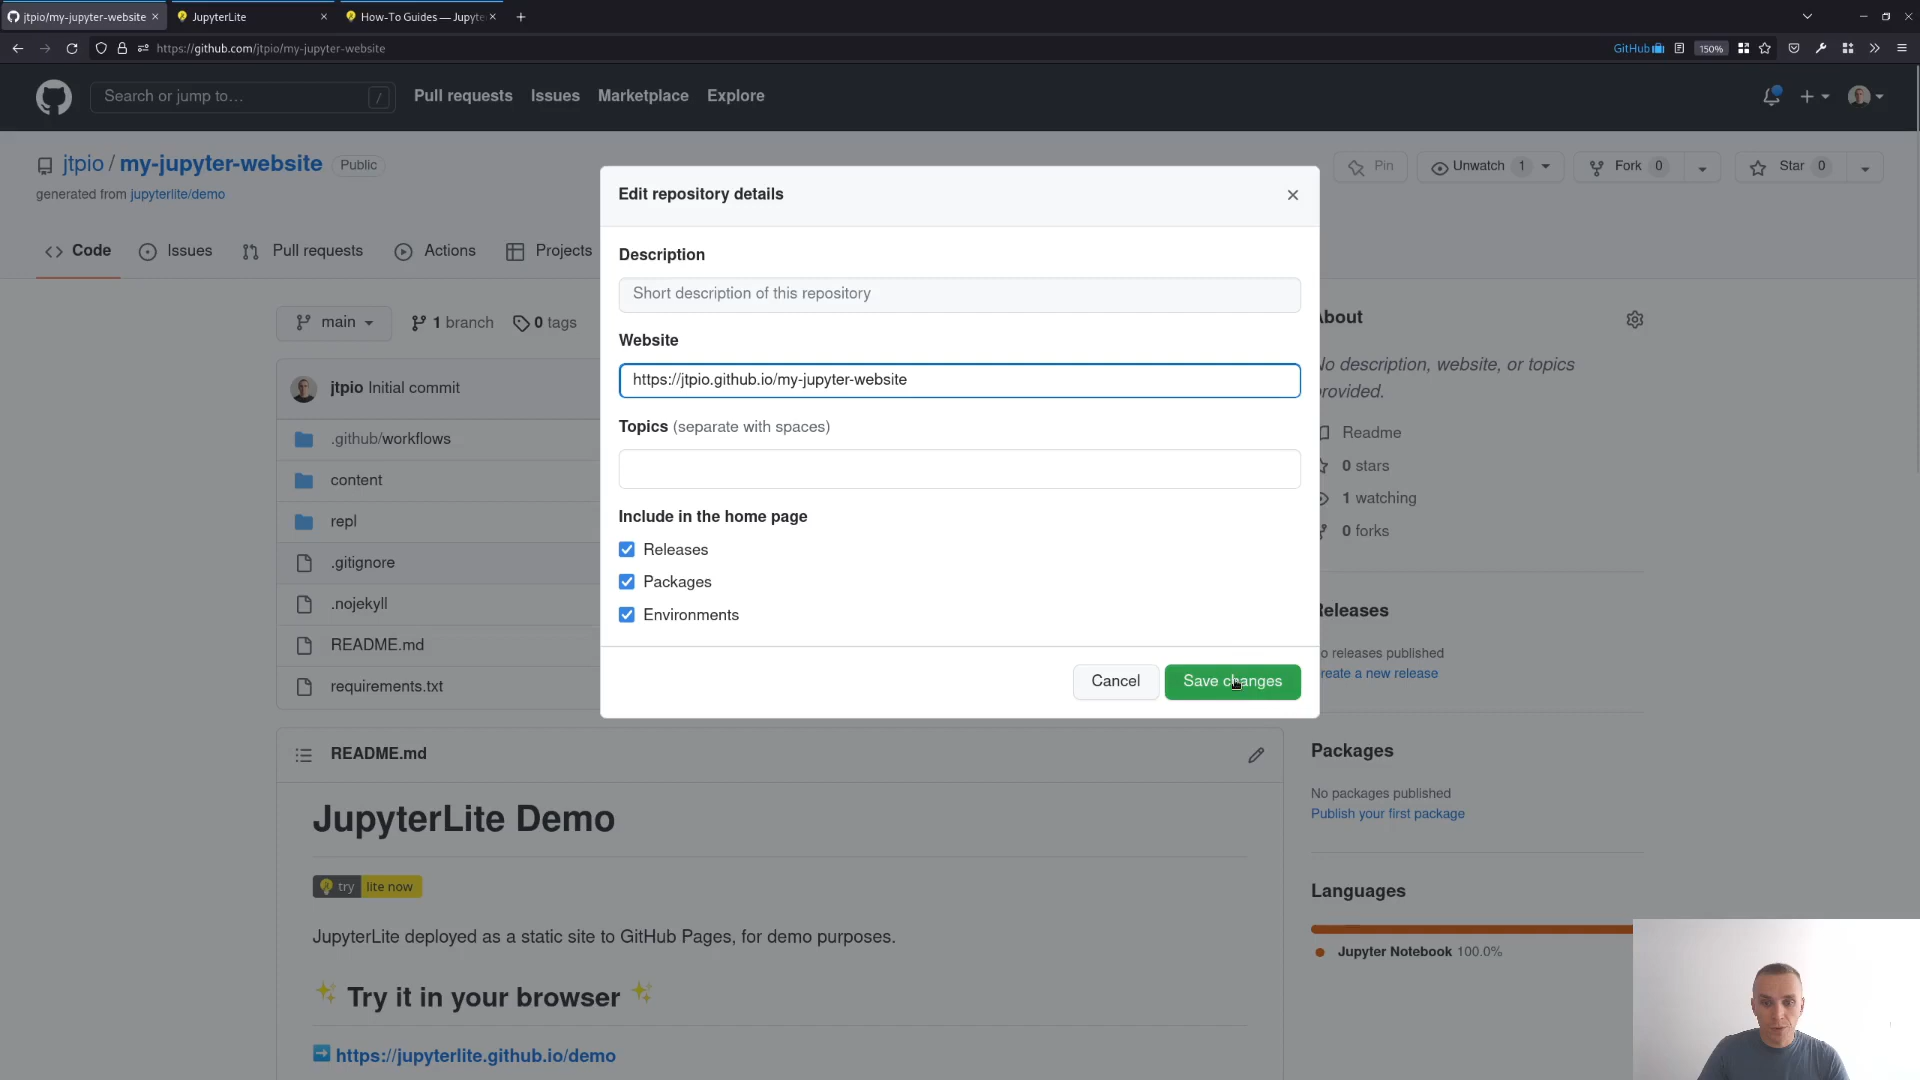 jtpio/my-jupyter-website
JupyterLite
How-To Guides — Jupyte
https://github.com/jtpio/my-jupyter-website
GitHub
150%
Search or jump to…
/
Pull requests
Issues
Marketplace
Explore
jtpio / my-jupyter-website
Public
generated from jupyterlite/demo
Pin
Unwatch 1
Fork 0
Star 0
Code
Issues
Pull requests
Actions
Projects
Edit repository details
Description
Short description of this repository
Website
https://jtpio.github.io/my-jupyter-website
Topics (separate with spaces)
Include in the home page
Releases
Packages
Environments
Cancel
Save changes
main
1 branch
0 tags
jtpio Initial commit
.github/workflows
content
repl
.gitignore
.nojekyll
README.md
requirements.txt
README.md
JupyterLite Demo
try lite now
JupyterLite deployed as a static site to GitHub Pages, for demo purposes.
✨ Try it in your browser ✨
➡️ https://jupyterlite.github.io/demo
bout
o description, website, or topics
rovided.
Readme
0 stars
1 watching
0 forks
eleases
o releases published
reate a new release
Packages
No packages published
Publish your first package
Languages
Jupyter Notebook 100.0%